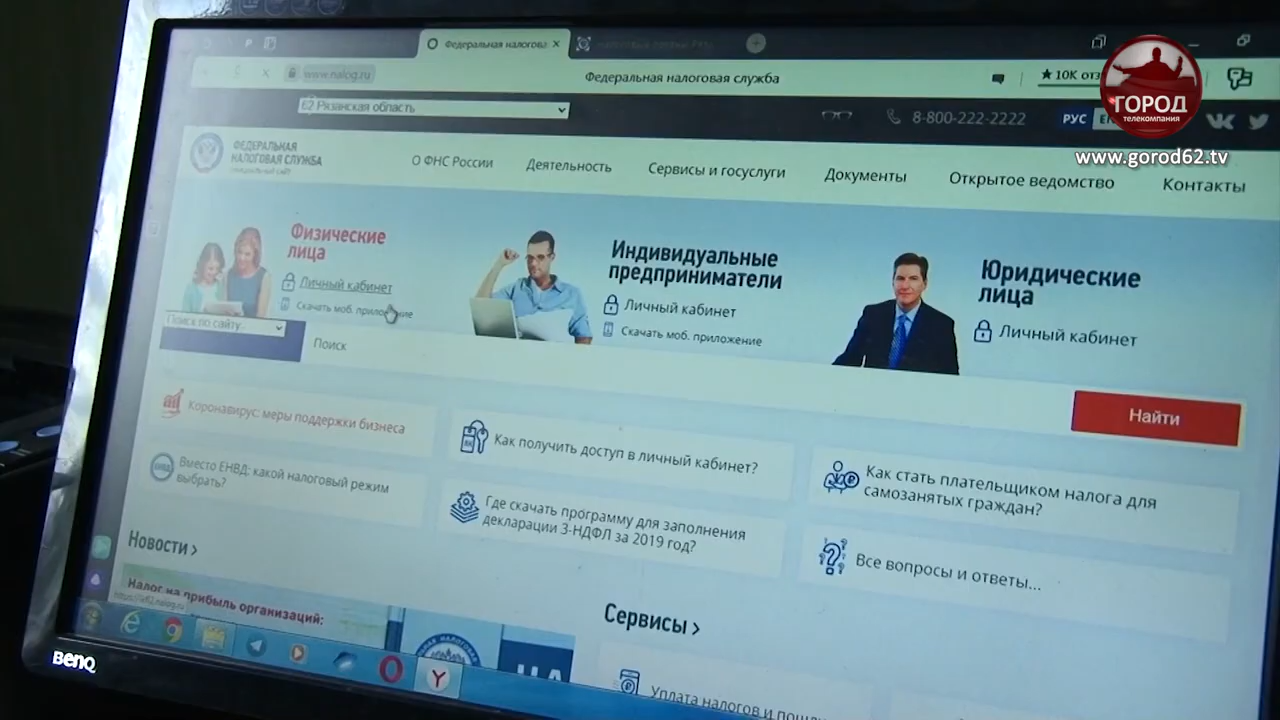 Федеральная налогова
www.nalog.ru
Федеральная налоговая служба
10K отз
62 Рязанская область
8-800-222-2222
РУС
ГОРОД
ТЕЛЕКОМПАНИЯ
www.gorod62.tv
ФЕДЕРАЛЬНАЯ
НАЛОГОВАЯ СЛУЖБА
О ФНС России
Деятельность
Сервисы и госуслуги
Документы
Открытое ведомство
Контакты
Физические
лица
Личный кабинет
Скачать моб. приложение
Индивидуальные
предприниматели
Личный кабинет
Скачать моб. приложение
Юридические
лица
Личный кабинет
Поиск по сайту
Поиск
Найти
Коронавирус: меры поддержки бизнеса
Как получить доступ в личный кабинет?
Как стать плательщиком налога для
самозанятых граждан?
ЕНВД
Вместо ЕНВД: какой налоговый режим
выбрать?
Где скачать программу для заполнения
декларации 3-НДФЛ за 2019 год?
Все вопросы и ответы...
Новости >
Налог на прибыль организаций:
Сервисы >
Уплата налогов и пошл
BenQ